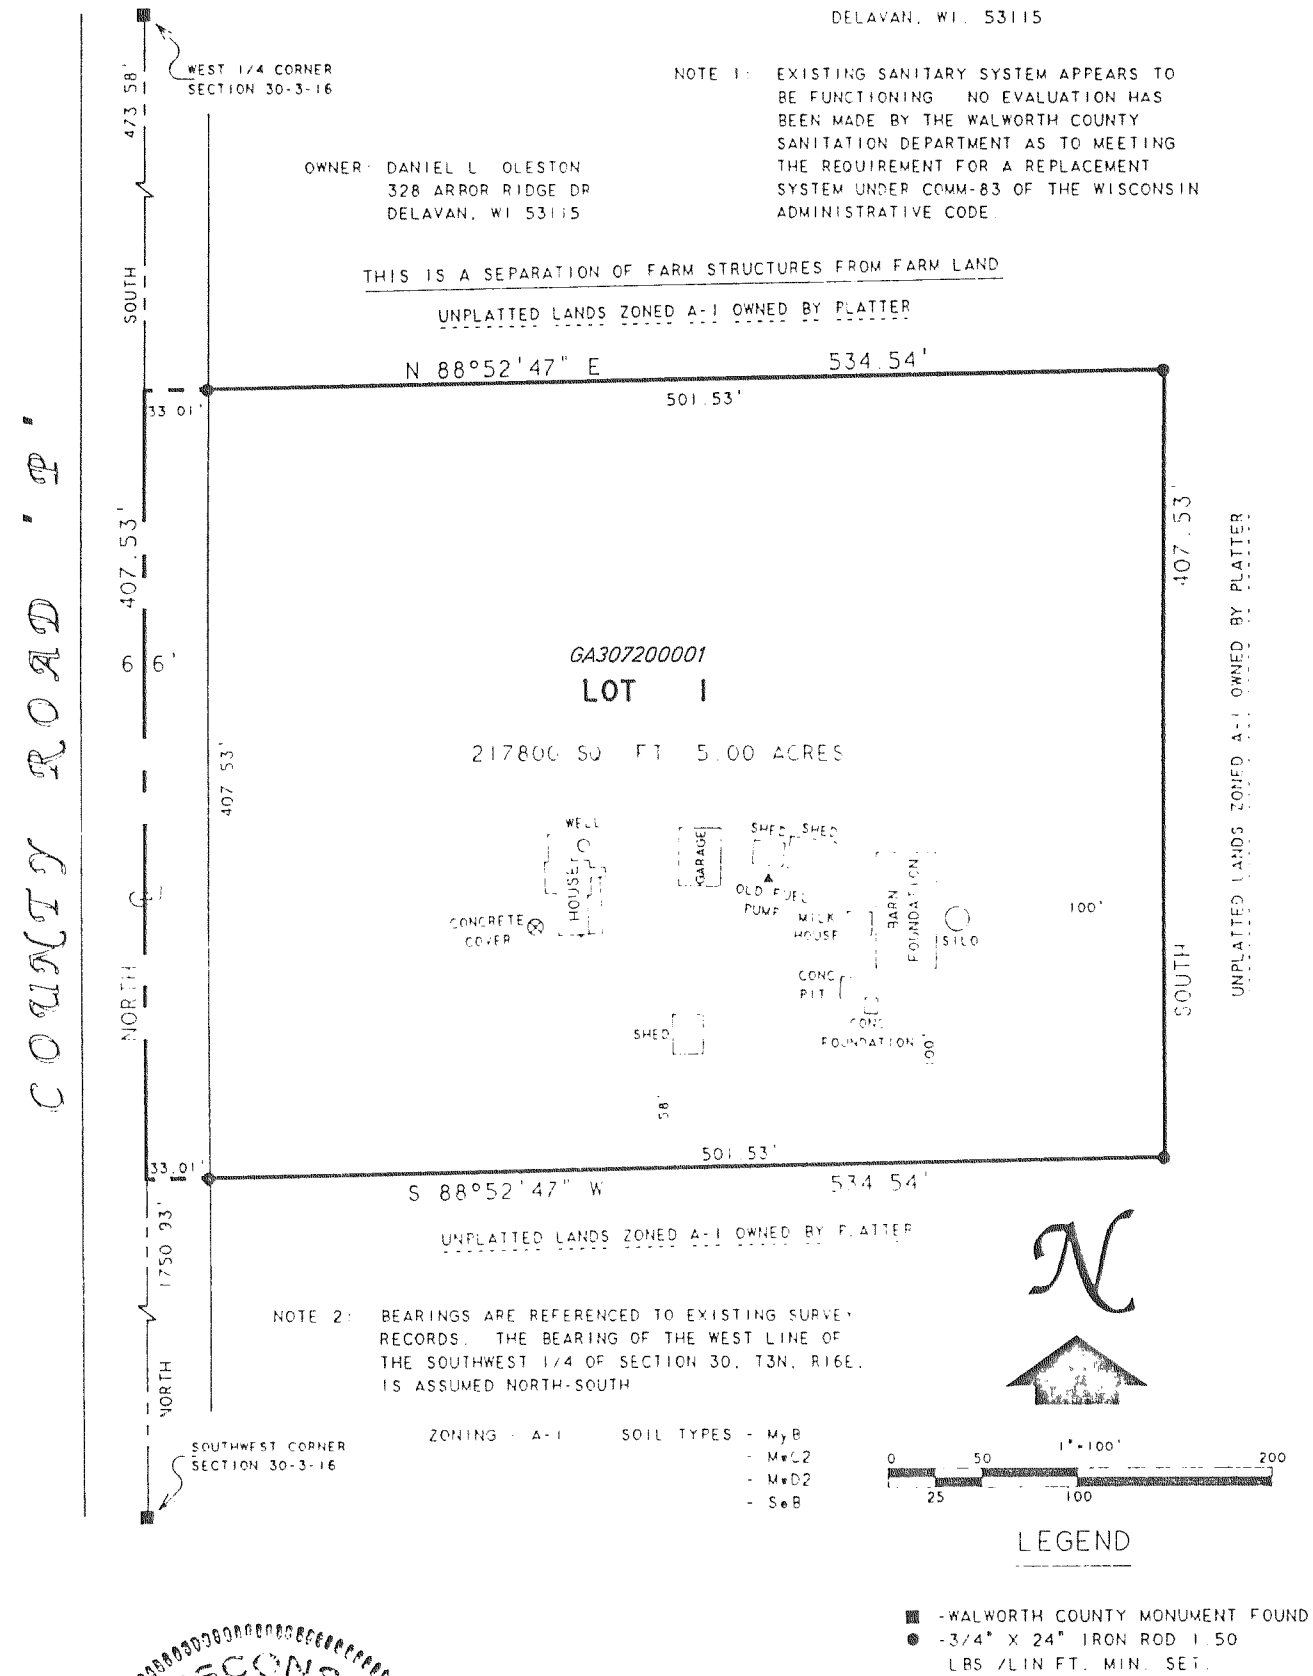 DELAVAN, WI. 53115
WEST 1/4 CORNER
SECTION 30-3-16
473.58'
SOUTH
NOTE 1: EXISTING SANITARY SYSTEM APPEARS TO
BE FUNCTIONING NO EVALUATION HAS
BEEN MADE BY THE WALWORTH COUNTY
SANITATION DEPARTMENT AS TO MEETING
THE REQUIREMENT FOR A REPLACEMENT
SYSTEM UNDER COMM-83 OF THE WISCONSIN
ADMINISTRATIVE CODE.
OWNER: DANIEL L OLESTON
328 ARBOR RIDGE DR
DELAVAN, WI 53115
THIS IS A SEPARATION OF FARM STRUCTURES FROM FARM LAND
UNPLATTED LANDS ZONED A-1 OWNED BY PLATTER
N 88°52'47" E 534.54'
33.01'
501.53'
COUNTY ROAD "P"
407.53'
66'
NORTH
407.53'
407.53'
SOUTH
UNPLATTED LANDS ZONED A-1 OWNED BY PLATTER
GA307200001
LOT 1
217800 SQ FT 5.00 ACRES
WELL
HOUSE
CONCRETE
COVER
GARAGE
SHED
SHED
OLD FUEL
PUMP
MILK
HOUSE
BARN
FOUNDATION
SILO
100'
CONC
PIT
CONC
FOUNDATION
100'
SHED
58'
33.01'
501.53'
S 88°52'47" W 534.54'
UNPLATTED LANDS ZONED A-1 OWNED BY PLATTER
1750.93'
NORTH
N
NOTE 2: BEARINGS ARE REFERENCED TO EXISTING SURVEY
RECORDS. THE BEARING OF THE WEST LINE OF
THE SOUTHWEST 1/4 OF SECTION 30, T3N, R16E,
IS ASSUMED NORTH-SOUTH
ZONING - A-1 SOIL TYPES - MyB
- MwC2
- MwD2
- SeB
SOUTHWEST CORNER
SECTION 30-3-16
1"=100'
0 50 200
25 100
LEGEND
-WALWORTH COUNTY MONUMENT FOUND
-3/4" X 24" IRON ROD 1.50
LBS /LIN FT. MIN. SET.